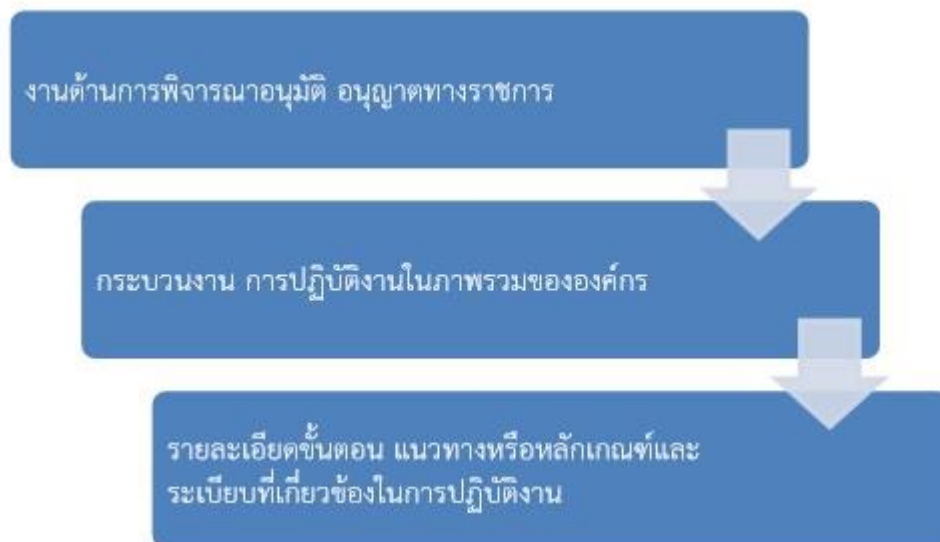 งานด้านการพิจารณาอนุมัติ อนุญาตทางราชการ
กระบวนงาน การปฏิบัติงานในภาพรวมขององค์กร
รายละเอียดขั้นตอน แนวทางหรือหลักเกณฑ์และ
ระเบียบที่เกี่ยวข้องในการปฏิบัติงาน